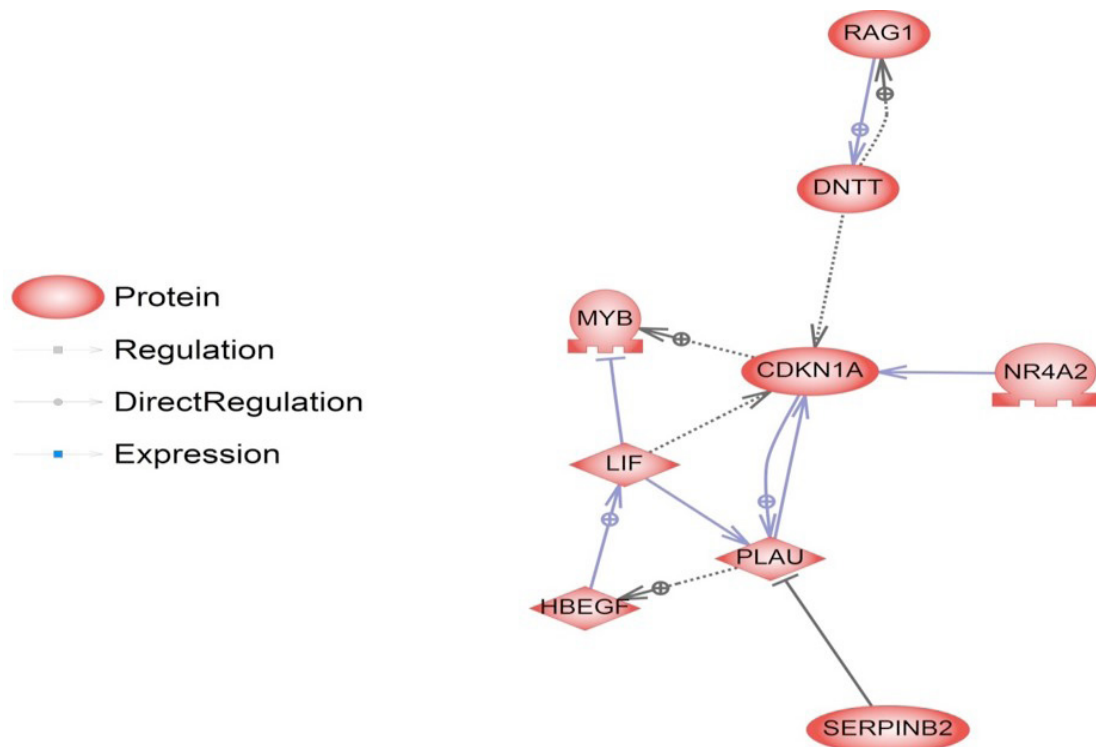 RAG1
DNTT
Protein
MYB
Regulation
CDKN1A
NR4A2
DirectRegulation
Expression
LIF
PLAU
HBEGF
SERPINB2